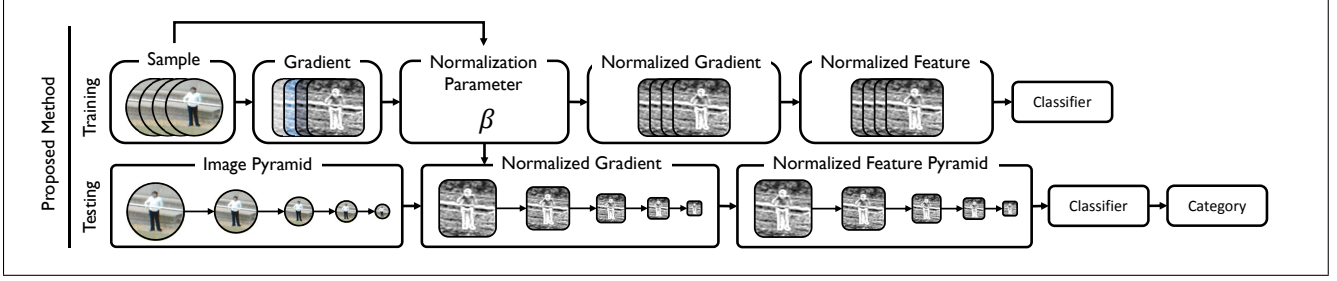 Proposed Method
Training
Sample
Gradient
Normalization
Parameter
β
Normalized Gradient
Normalized Feature
Classifier
Testing
Image Pyramid
Normalized Gradient
Normalized Feature Pyramid
Classifier
Category